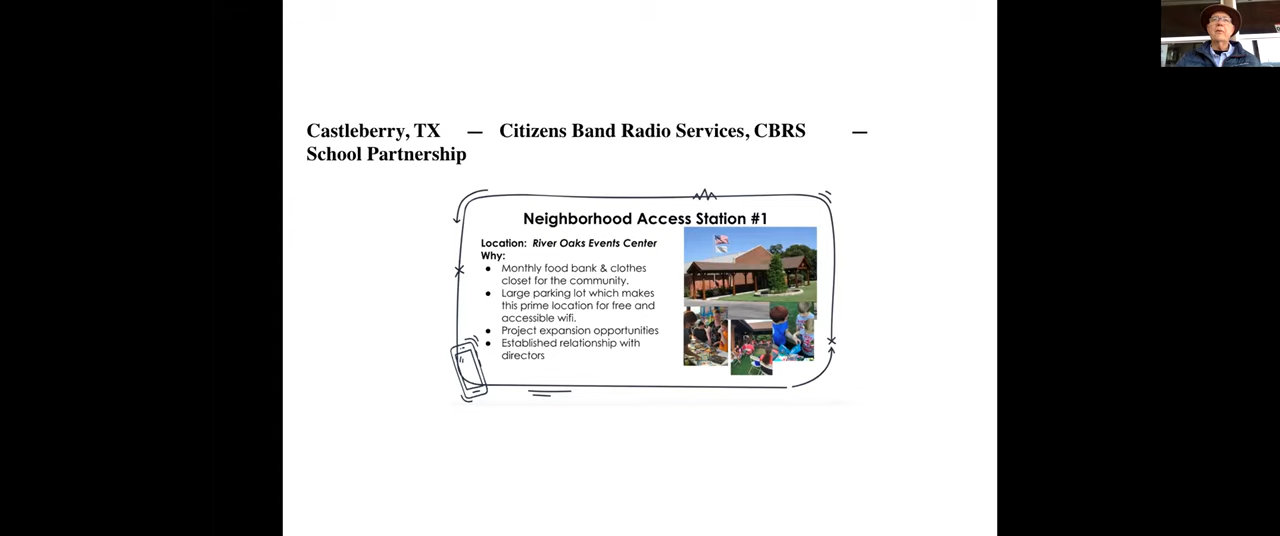 Castleberry, TX — Citizens Band Radio Services, CBRS —
School Partnership
Neighborhood Access Station #1
Location: River Oaks Events Center
Why:
● Monthly food bank & clothes
closet for the community.
● Large parking lot which makes
this prime location for free and
accessible wifi.
● Project expansion opportunities
● Established relationship with
directors